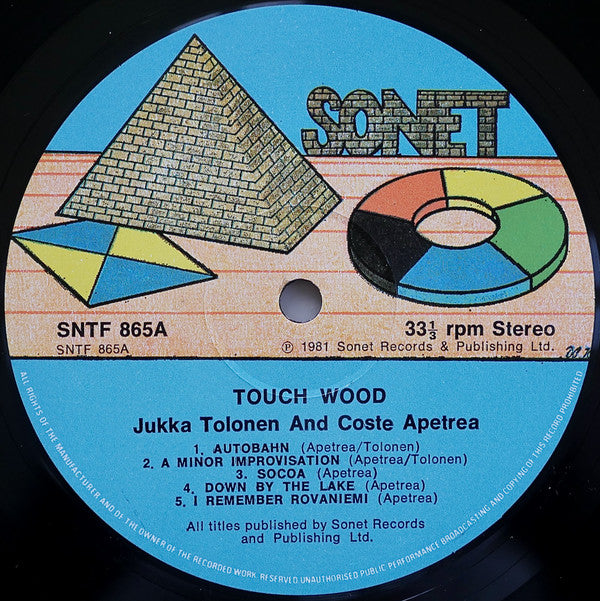 SONET
SNTF 865A
SNTF 865A
33⅓ rpm Stereo
℗ 1981 Sonet Records & Publishing Ltd.
TOUCH WOOD
Jukka Tolonen And Coste Apetrea
1. AUTOBAHN (Apetrea/Tolonen)
2. A MINOR IMPROVISATION (Apetrea/Tolonen)
3. SOCOA (Apetrea)
4. DOWN BY THE LAKE (Apetrea)
5. I REMEMBER ROVANIEMI (Apetrea)
All titles published by Sonet Records
and Publishing Ltd.
ALL RIGHTS OF THE MANUFACTURER AND OF THE OWNER OF THE RECORDED WORK RESERVED. UNAUTHORISED PUBLIC PERFORMANCE BROADCASTING AND COPYING OF THIS RECORD PROHIBITED